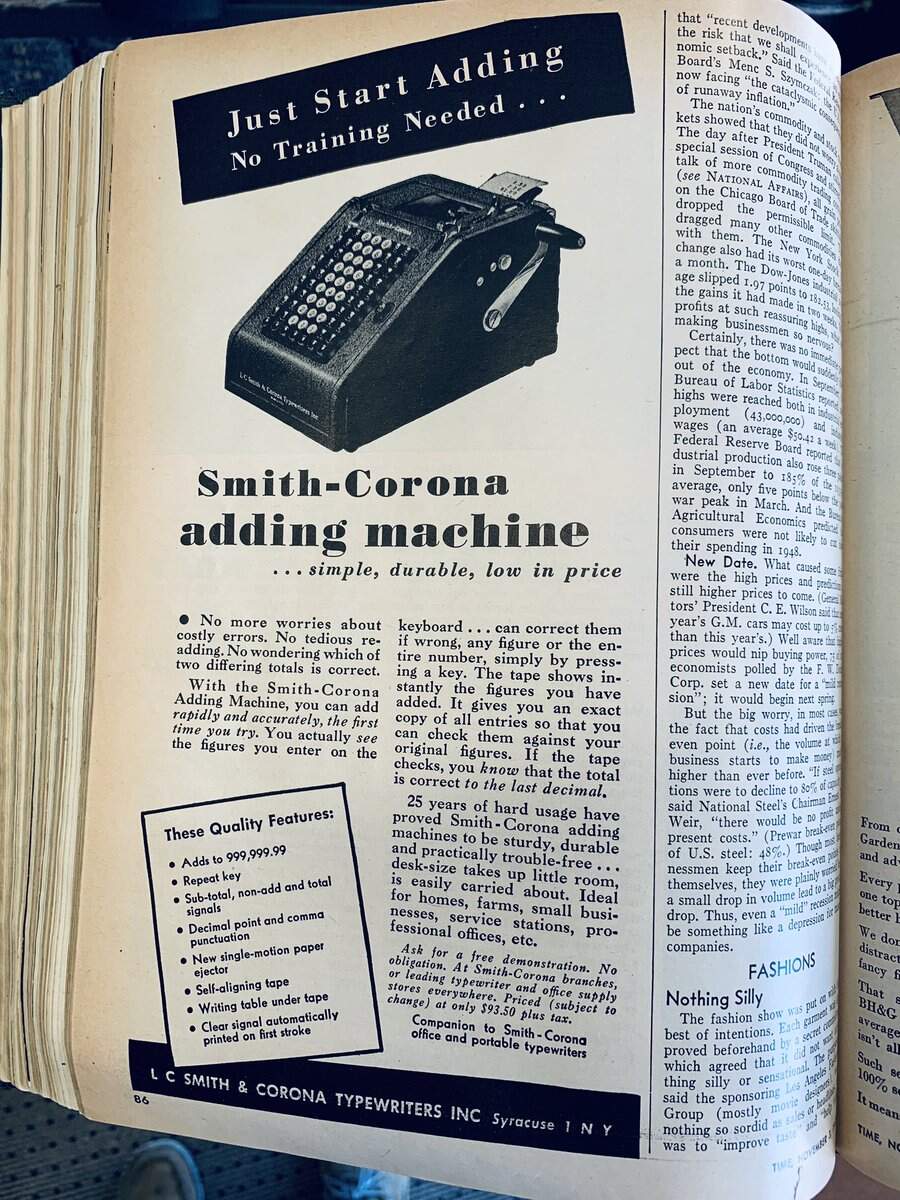 Just Start Adding
No Training Needed . . .
L C Smith & Corona Typewriters Inc
Smith-Corona
adding machine
...simple, durable, low in price
● No more worries about
costly errors. No tedious re-
adding. No wondering which of
two differing totals is correct.
With the Smith-Corona
Adding Machine, you can add
rapidly and accurately, the first
time you try. You actually see
the figures you enter on the
keyboard ... can correct them
if wrong, any figure or the en-
tire number, simply by press-
ing a key. The tape shows in-
stantly the figures you have
added. It gives you an exact
copy of all entries so that you
can check them against your
original figures. If the tape
checks, you know that the total
is correct to the last decimal.
25 years of hard usage have
proved Smith-Corona adding
machines to be sturdy, durable
and practically trouble-free ...
desk-size takes up little room,
is easily carried about. Ideal
for homes, farms, small busi-
nesses, service stations, pro-
fessional offices, etc.
Ask for a free demonstration. No
obligation. At Smith-Corona branches,
or leading typewriter and office supply
stores everywhere. Priced (subject to
change) at only $93.50 plus tax.
Companion to Smith-Corona
office and portable typewriters
These Quality Features:
● Adds to 999,999.99
● Repeat key
● Sub-total, non-add and total
signals
● Decimal point and comma
punctuation
● New single-motion paper
ejector
● Self-aligning tape
● Writing table under tape
● Clear signal automatically
printed on first stroke
L C SMITH & CORONA TYPEWRITERS INC Syracuse 1 N Y
86
that "recent developments
the risk that we shall
nomic setback." Said the
Board's Menc S. Szymczak:
now facing "the cataclysmic
of runaway inflation."
The nation's commodity and
kets showed that they did not
The day after President Truman
special session of Congress and
talk of more commodity trading
(see NATIONAL AFFAIRS), all
on the Chicago Board of Trade
dropped the permissible
dragged many other commodities
with them. The New York
change also had its worst one-day
a month. The Dow-Jones
age slipped 1.97 points to
the gains it had made in two weeks.
profits at such reassuring highs,
making businessmen so nervous?
Certainly, there was no
pect that the bottom would
out of the economy. In
Bureau of Labor Statistics
highs were reached both in
ployment (43,000,000) and
wages (an average $50.42 a week)
Federal Reserve Board reported
dustrial production also rose
in September to 185% of the
average, only five points below the
war peak in March. And the
Agricultural Economics predicted
consumers were not likely to
their spending in 1948.
New Date. What caused some
were the high prices and
still higher prices to come. (General
tors' President C. E. Wilson said
year's G.M. cars may cost up to
than this year's.) Well aware
prices would nip buying power,
economists polled by the F. W.
Corp. set a new date for a "mild
sion"; it would begin next spring.
But the big worry, in most cases,
the fact that costs had driven the
even point (i.e., the volume at
business starts to make money)
higher than ever before. "If steel
tions were to decline to 80% of
said National Steel's Chairman
Weir, "there would be no profit
present costs." (Prewar break-even
of U.S. steel: 48%.) Though most
nessmen keep their break-even
themselves, they were plainly worried
a small drop in volume lead to a big
drop. Thus, even a "mild"
be something like a depression for
companies.
FASHIONS
Nothing Silly
The fashion show was put on
best of intentions. Each garment
proved beforehand by a secret
which agreed that it did not
thing silly or
said the sponsoring Los Angeles
Group (mostly movie designers),
nothing so sordid as sales or
was to "improve taste" and
TIME, NOVEMBER
From
Garden
and
Every
one top
better
We don
distract
fancy
That
BH&G
average
isn't
Such
100%
It mean
TIME,